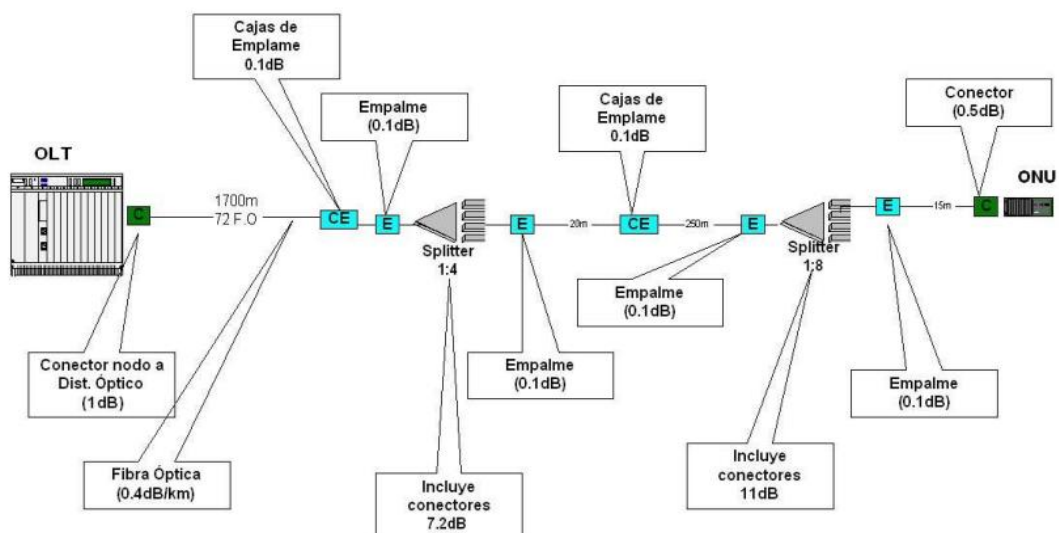 Cajas de
Emplame
0.1dB
Empalme
(0.1dB)
Cajas de
Emplame
0.1dB
Conector
(0.5dB)
OLT
ONU
C
1700m
72 F.O
CE
E
Splitter
1:4
E
20m
CE
250m
E
Splitter
1:8
E
15m
C
Empalme
(0.1dB)
Conector nodo a
Dist. Óptico
(1dB)
Empalme
(0.1dB)
Empalme
(0.1dB)
Fibra Óptica
(0.4dB/km)
Incluye
conectores
7.2dB
Incluye
conectores
11dB